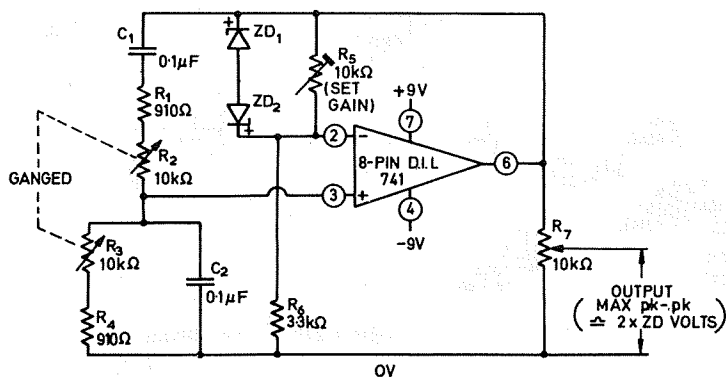 C1
0·1µF
ZD1
ZD2
R5
10kΩ
(SET
GAIN)
R1
910Ω
R2
10kΩ
GANGED
+9V
7
2
-
8-PIN D.I.L
741
6
3
+
4
-9V
R3
10kΩ
C2
0·1µF
R4
910Ω
R6
3·3kΩ
R7
10kΩ
OUTPUT
( MAX pk-pk )
≏ 2 x ZD VOLTS
0V